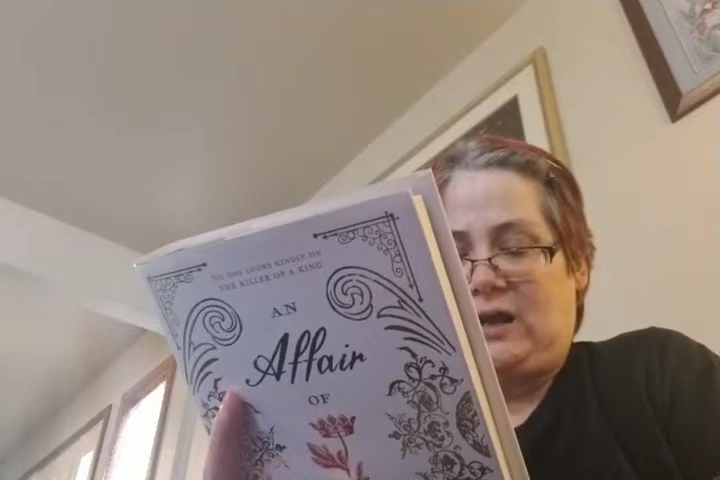 NO ONE LOOKS KINDLY ON
THE KILLER OF A KING
AN
Affair
OF